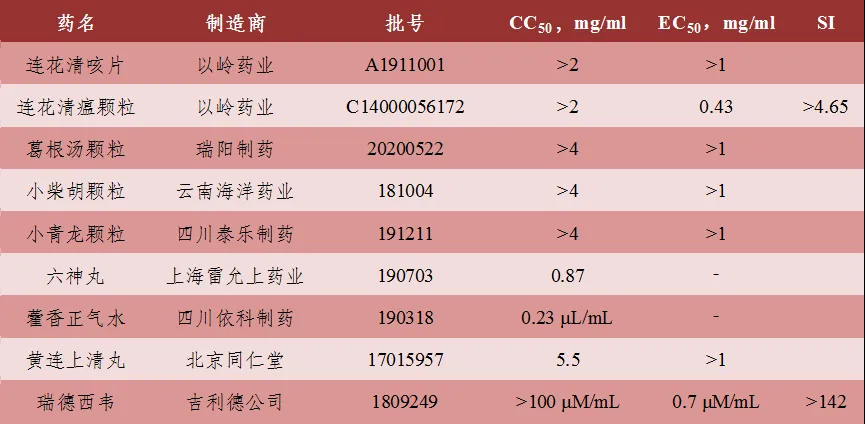 药名 制造商 批号 CC50，mg/ml EC50，mg/ml SI
连花清咳片 以岭药业 A1911001 >2 >1
连花清瘟颗粒 以岭药业 C14000056172 >2 0.43 >4.65
葛根汤颗粒 瑞阳制药 20200522 >4 >1
小柴胡颗粒 云南海洋药业 181004 >4 >1
小青龙颗粒 四川泰乐制药 191211 >4 >1
六神丸 上海雷允上药业 190703 0.87 -
藿香正气水 四川依科制药 190318 0.23 μL/mL -
黄连上清丸 北京同仁堂 17015957 5.5 >1
瑞德西韦 吉利德公司 1809249 >100 μM/mL 0.7 μM/mL >142